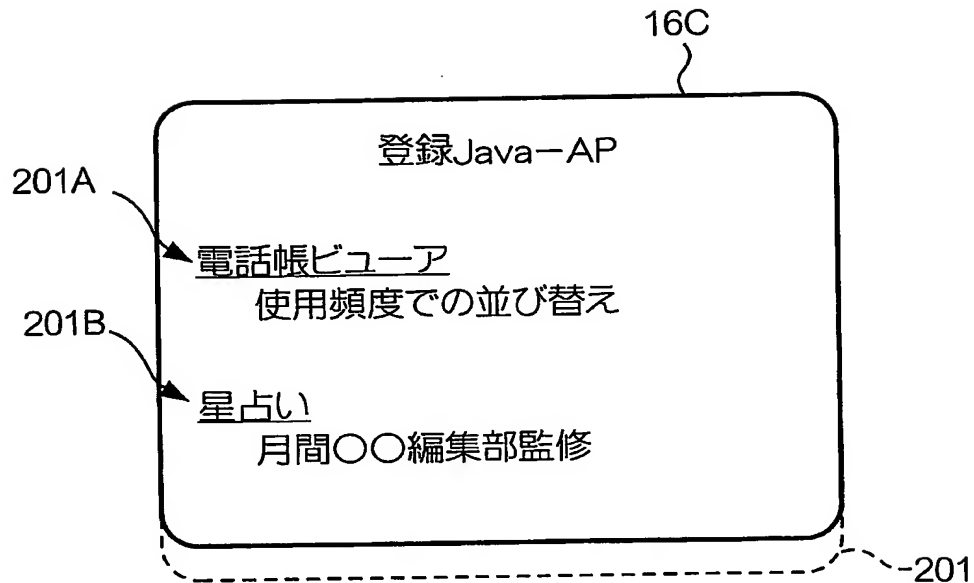 16C
登録Java－AP
201A
電話帳ビューア
使用頻度での並び替え
201B
星占い
月間○○編集部監修
201